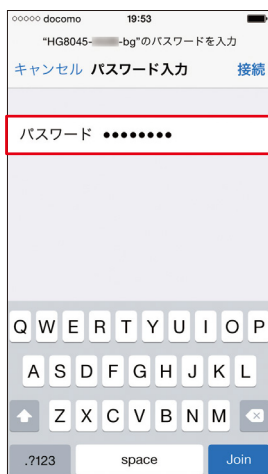 docomo 19:53
"HG8045- -bg"のパスワードを入力
キャンセル パスワード入力 接続
パスワード ●●●●●●●●
Q W E R T Y U I O P
A S D F G H J K L
Z X C V B N M
.?123 space Join